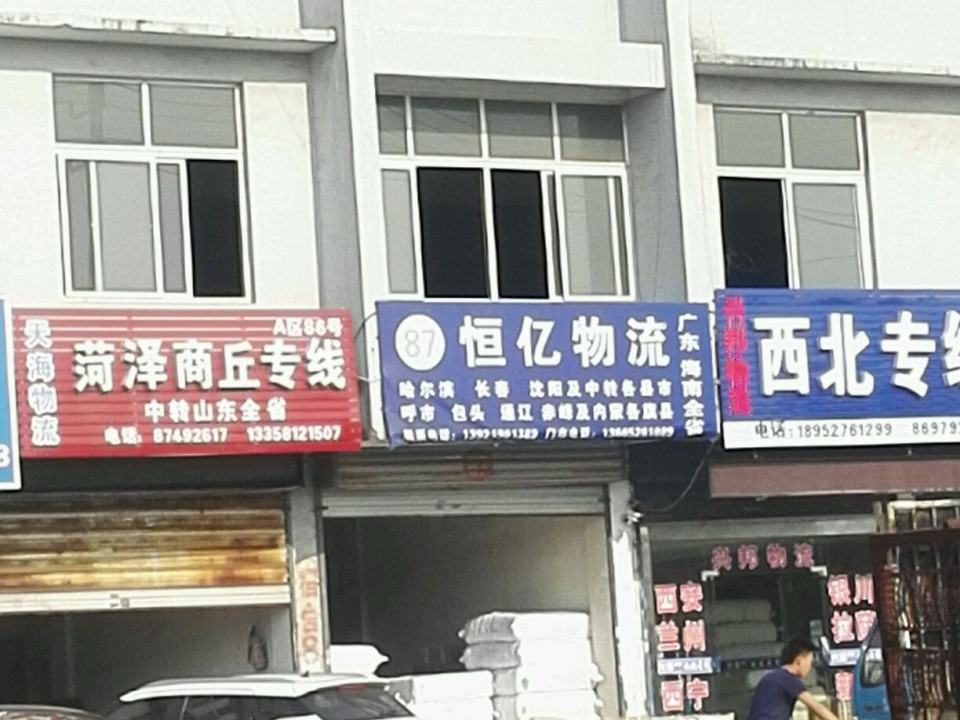 天海物流
A区86号
菏泽商丘专线
中转山东全省
电话: 87492617 13358121507
87
恒亿物流
广东 海南全省
哈尔滨 长春 沈阳及中转各县市
呼市 包头 通辽 赤峰及内蒙各旗县
西北专线
电话:18952761299
兴邦物流
西安
兰州
西宁
银川
拉萨
3